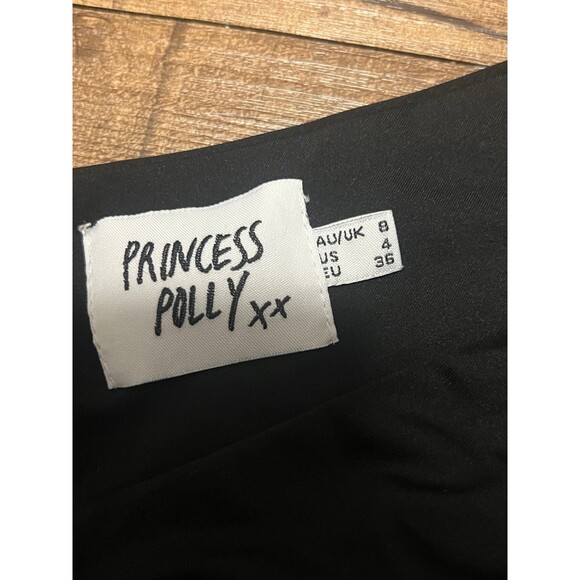 PRINCESS
POLLY xx
AU/UK 8
US 4
EU 36